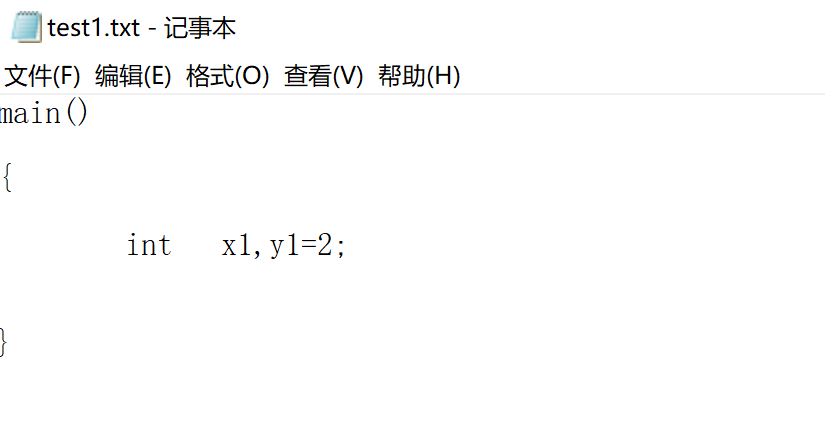 test1.txt - 记事本
文件(F) 编辑(E) 格式(O) 查看(V) 帮助(H)
main()
{
int x1,y1=2;
}